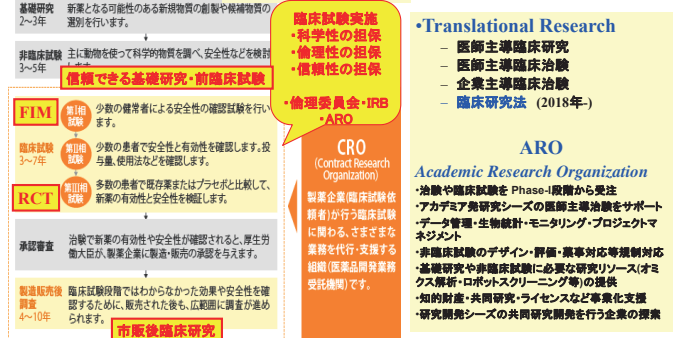 基礎研究
2〜3年
新薬となる可能性のある新規物質の創製や候補物質の
選別を行います。
非臨床試験
3〜5年
主に動物を使って科学的物質を調べ、安全性などを検討
信頼できる基礎研究・前臨床試験
FIM
第Ⅰ相
試験
少数の健常者による安全性の確認試験を行い
ます。
臨床試験
3〜7年
第Ⅱ相
試験
少数の患者で安全性と有効性を確認します。投
与量、使用法などを確認します。
RCT
第Ⅲ相
試験
多数の患者で既存薬またはプラセボと比較して、
新薬の有効性と安全性を検証します。
承認審査
治験で新薬の有効性や安全性が確認されると、厚生労
働大臣が、製薬企業に製造・販売の承認を与えます。
製造販売後
調査
4〜10年
臨床試験段階ではわからなかった効果や安全性を確
認するために、販売された後も、広範囲に調査が進め
られます。
市販後臨床研究
臨床試験実施
・科学性の担保
・倫理性の担保
・信頼性の担保
・倫理委員会・IRB
・ARO
CRO
(Contract Research
Organization)
製薬企業(臨床試験依
頼者)が行う臨床試験
に関わる、さまざまな
業務を代行・支援する
組織(医薬品開発業務
受託機関)です。
•Translational Research
– 医師主導臨床研究
– 医師主導臨床治験
– 企業主導臨床治験
– 臨床研究法 (2018年-)
ARO
Academic Research Organization
・治験や臨床試験を Phase-I段階から受注
・アカデミア発研究シーズの医師主導治験をサポート
・データ管理・生物統計・モニタリング・プロジェクトマ
ネジメント
・非臨床試験のデザイン・評価・薬事対応等規制対応
・基礎研究や非臨床試験に必要な研究リソース(オミ
クス解析・ロボットスクリーニング等)の提供
・知的財産・共同研究・ライセンスなど事業化支援
・研究開発シーズの共同研究開発を行う企業の探索